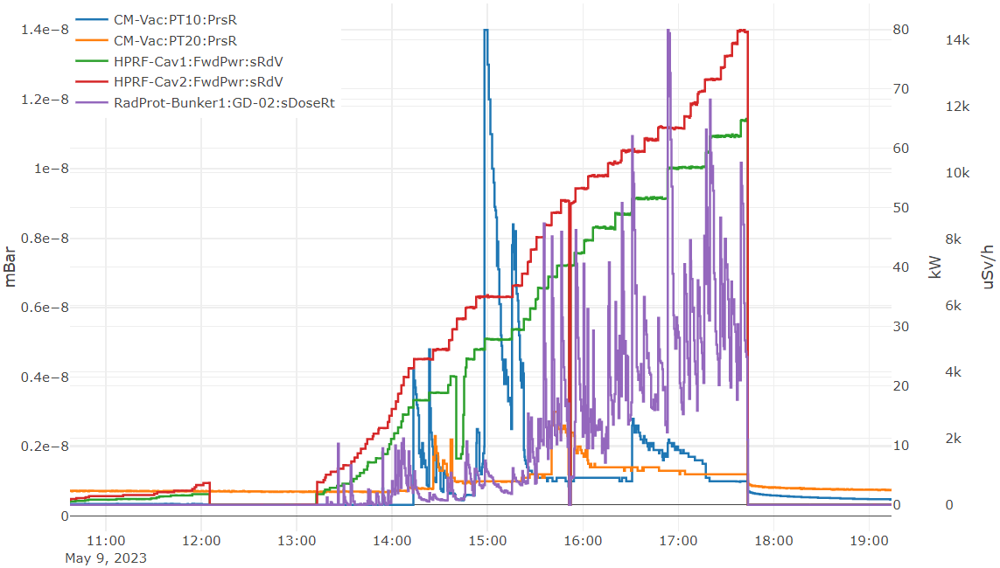 CM-Vac:PT10:PrsR
CM-Vac:PT20:PrsR
HPRF-Cav1:FwdPwr:sRdV
HPRF-Cav2:FwdPwr:sRdV
RadProt-Bunker1:GD-02:sDoseRt
1.4e−8
1.2e−8
1e−8
0.8e−8
0.6e−8
0.4e−8
0.2e−8
0
mBar
80
70
60
50
40
30
20
10
0
kW
14k
12k
10k
8k
6k
4k
2k
0
uSv/h
11:00 12:00 13:00 14:00 15:00 16:00 17:00 18:00 19:00
May 9, 2023